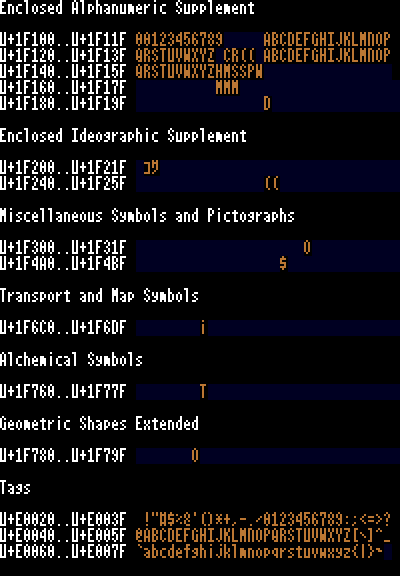 Enclosed Alphanumeric Supplement
U+1F100..U+1F11F 00123456789 ABCDEFGHIJKLMNOP
U+1F120..U+1F13F QRSTUVWXYZ CR(( ABCDEFGHIJKLMNOP
U+1F140..U+1F15F QRSTUVWXYZHMSSPW
U+1F160..U+1F17F MMM
U+1F180..U+1F19F D
Enclosed Ideographic Supplement
U+1F200..U+1F21F コサ
U+1F240..U+1F25F ((
Miscellaneous Symbols and Pictographs
U+1F300..U+1F31F O
U+1F4A0..U+1F4BF $
Transport and Map Symbols
U+1F6C0..U+1F6DF i
Alchemical Symbols
U+1F760..U+1F77F T
Geometric Shapes Extended
U+1F780..U+1F79F O
Tags
U+E0020..U+E003F !"#$%&'()*+,-./0123456789:;<=>?
U+E0040..U+E005F @ABCDEFGHIJKLMNOPQRSTUVWXYZ[\]^_
U+E0060..U+E007F `abcdefghijklmnopqrstuvwxyz{|}~